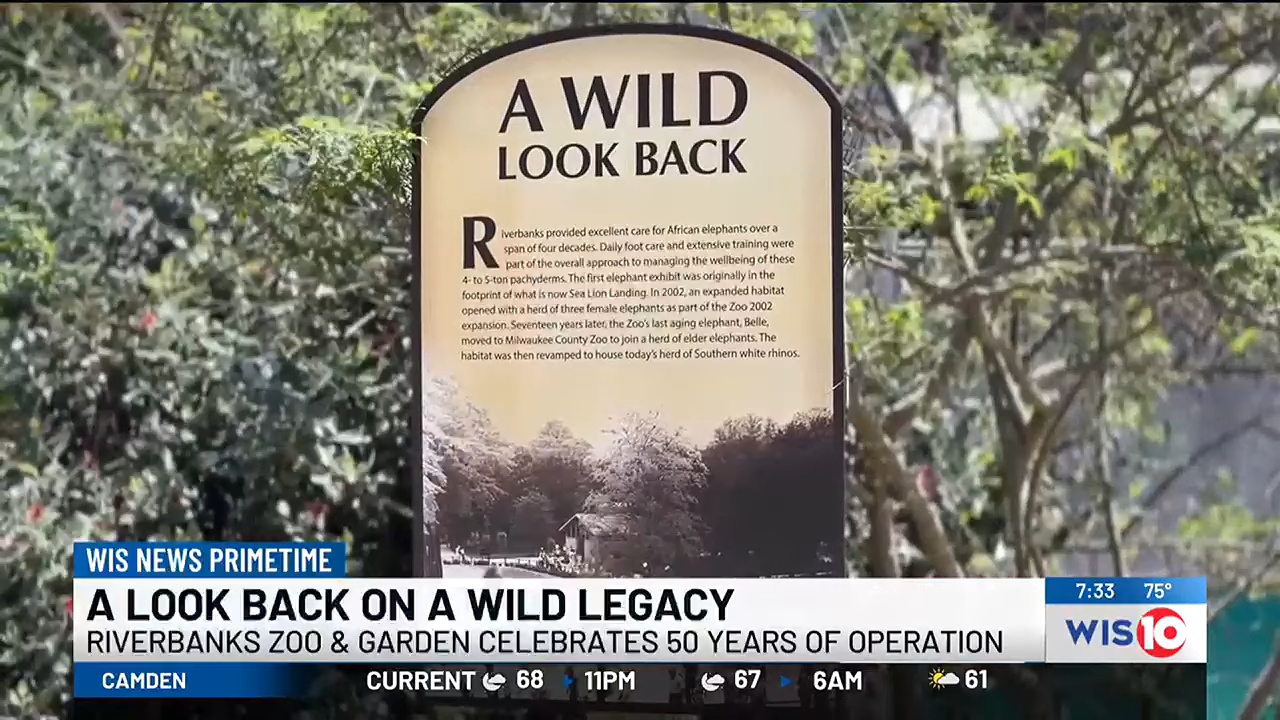 A WILD
LOOK BACK
Riverbanks provided excellent care for African elephants over a
span of four decades. Daily foot care and extensive training were
part of the overall approach to managing the wellbeing of these
4- to 5-ton pachyderms. The first elephant exhibit was originally in the
footprint of what is now Sea Lion Landing. In 2002, an expanded habitat
opened with a herd of three female elephants as part of the Zoo 2002
expansion. Seventeen years later, the Zoo's last aging elephant, Belle,
moved to Milwaukee County Zoo to join a herd of elder elephants. The
habitat was then revamped to house today's herd of Southern white rhinos.
WIS NEWS PRIMETIME
A LOOK BACK ON A WILD LEGACY
RIVERBANKS ZOO & GARDEN CELEBRATES 50 YEARS OF OPERATION
7:33 75°
WIS10
CAMDEN CURRENT 68 11PM 67 6AM 61